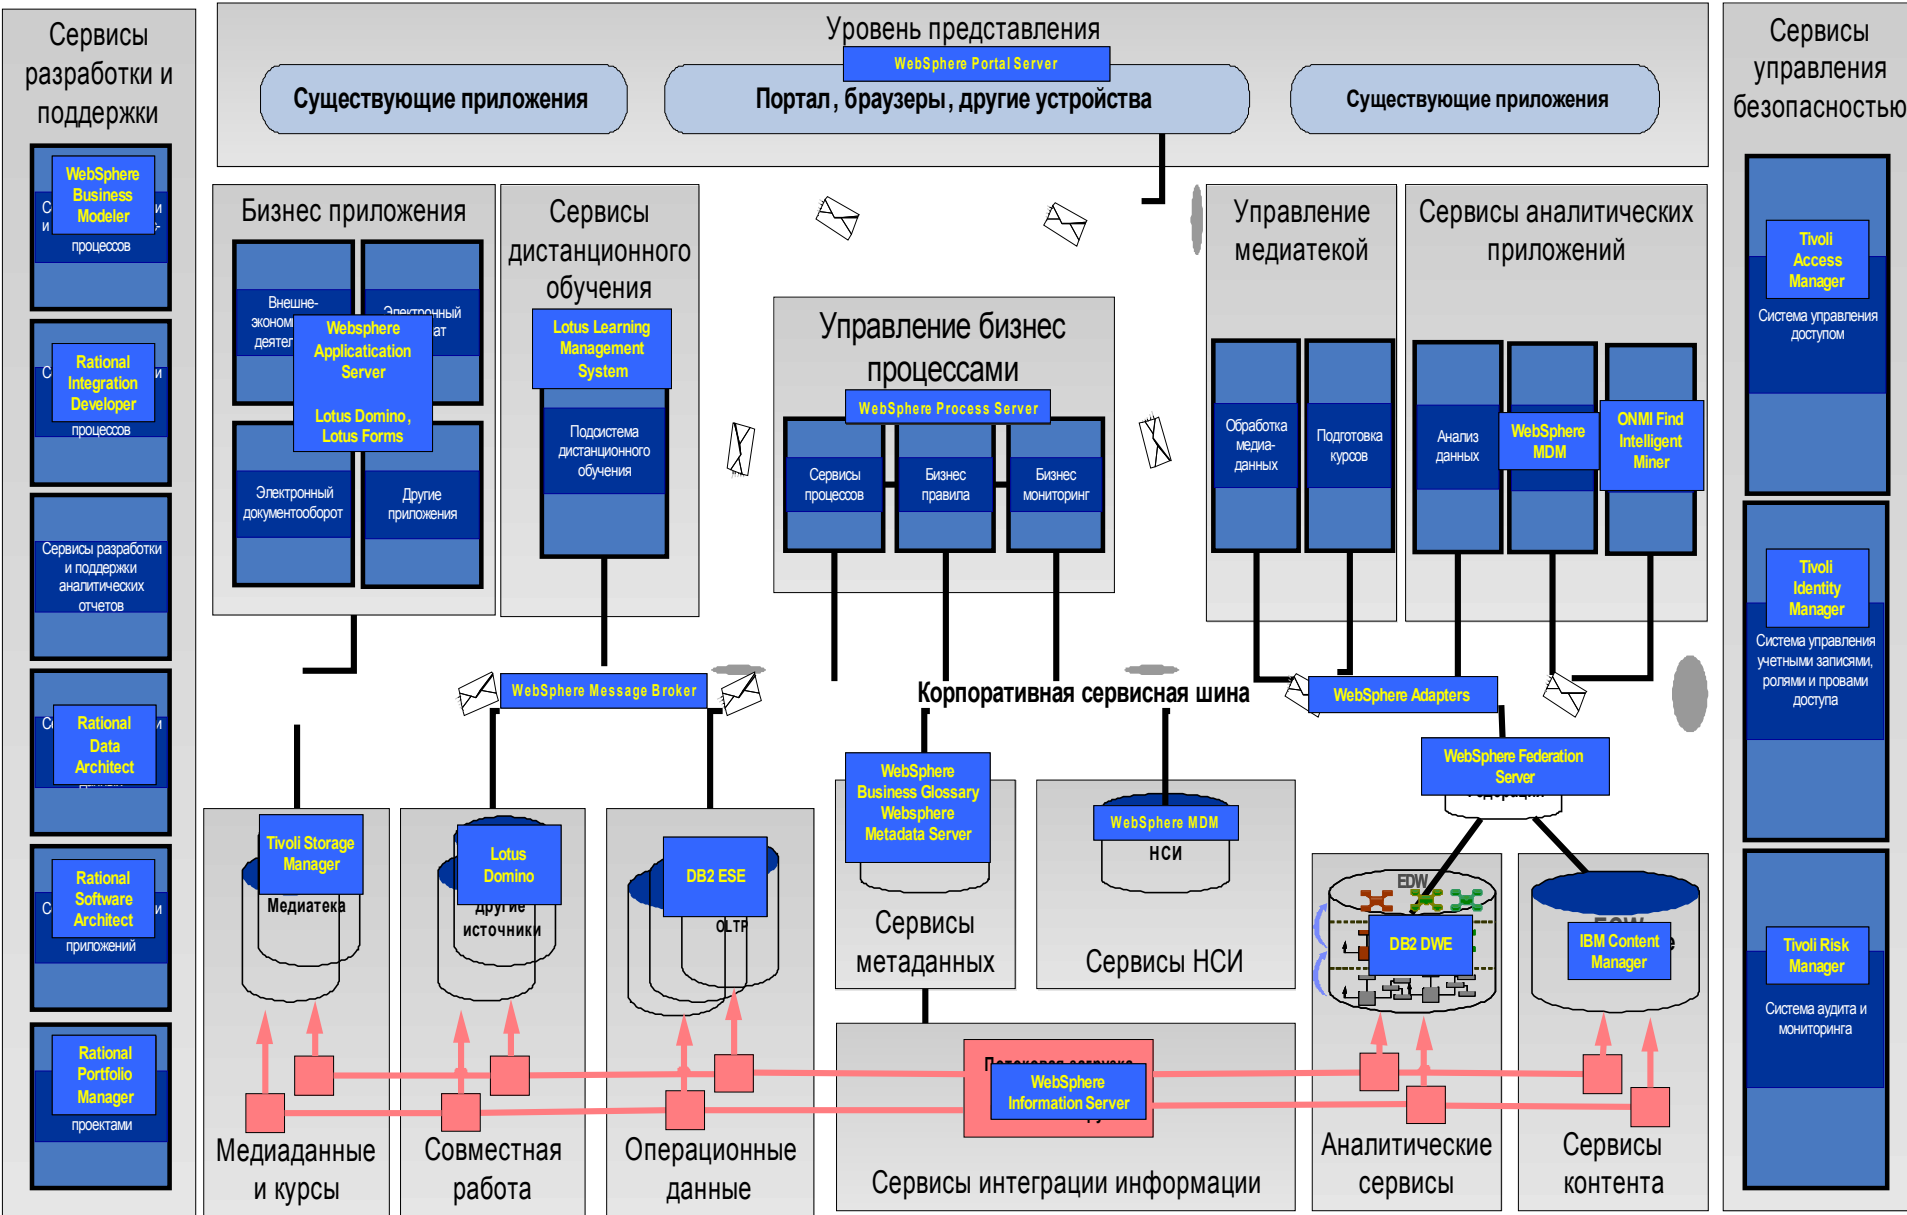 Сервисы
разработки и
поддержки
WebSphere
Business
Modeler
процессов
Rational
Integration
Developer
процессов
Сервисы разработки
и поддержки
аналитических
отчетов
Rational
Data
Architect
Rational
Software
Architect
приложений
Rational
Portfolio
Manager
проектами
Уровень представления
WebSphere Portal Server
Существующие приложения
Портал, браузеры, другие устройства
Существующие приложения
Бизнес приложения
Внешне-
Электронный
Websphere
Applicatication
Server
Lotus Domino,
Lotus Forms
Электронный
документооборот
Другие
приложения
Сервисы
дистанционного
обучения
Lotus Learning
Management
System
Подсистема
дистанционного
обучения
Управление бизнес
процессами
WebSphere Process Server
Сервисы
процессов
Бизнес
правила
Бизнес
мониторинг
Управление
медиатекой
Обработка
медиа-
данных
Подготовка
курсов
Сервисы аналитических
приложений
Анализ
данных
WebSphere
MDM
ONMI Find
Intelligent
Miner
WebSphere Message Broker
Корпоративная сервисная шина
WebSphere Adapters
WebSphere Federation
Server
Tivoli Storage
Manager
Медиатека
Медиаданные
и курсы
Lotus
Domino
другие
источники
Совместная
работа
DB2 ESE
OLTP
Операционные
данные
WebSphere
Business Glossary
Websphere
Metadata Server
Сервисы
метаданных
WebSphere MDM
НСИ
Сервисы НСИ
WebSphere
Information Server
Сервисы интеграции информации
EDW
DB2 DWE
Аналитические
сервисы
IBM Content
Manager
Сервисы
контента
Сервисы
управления
безопасностью
Tivoli
Access
Manager
Система управления
доступом
Tivoli
Identity
Manager
Система управления
учетными записями,
ролями и провами
доступа
Tivoli Risk
Manager
Система аудита и
мониторинга